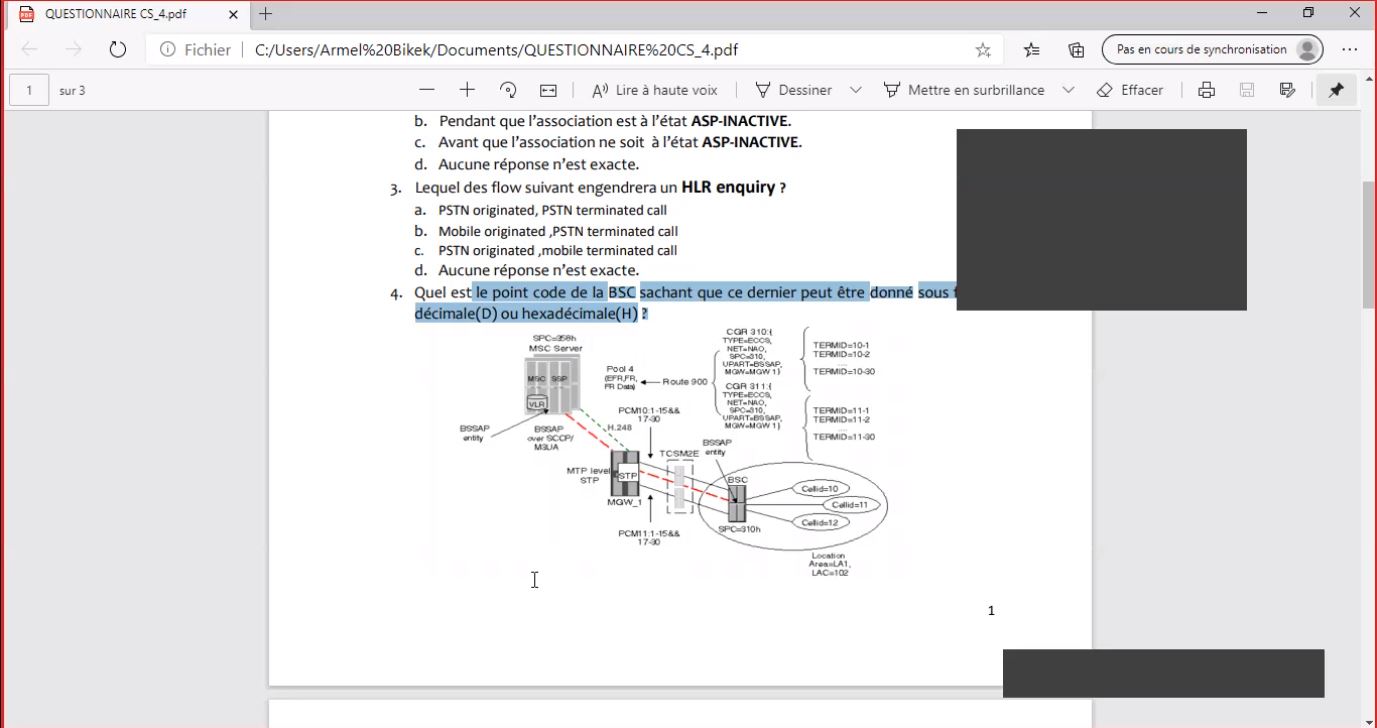 QUESTIONNAIRE CS_4.pdf
Fichier C:/Users/Armel%20Bikek/Documents/QUESTIONNAIRE%20CS_4.pdf
Pas en cours de synchronisation
1 sur 3
Lire à haute voix
Dessiner
Mettre en surbrillance
Effacer
b. Pendant que l'association est à l'état ASP-INACTIVE.
c. Avant que l'association ne soit à l'état ASP-INACTIVE.
d. Aucune réponse n'est exacte.
3. Lequel des flow suivant engendrera un HLR enquiry ?
a. PSTN originated, PSTN terminated call
b. Mobile originated ,PSTN terminated call
c. PSTN originated ,mobile terminated call
d. Aucune réponse n'est exacte.
4. Quel est le point code de la BSC sachant que ce dernier peut être donné sous
décimale(D) ou hexadécimale(H) ?
SPC=358h
MSC Server
MSC SSP
VLR
BSSAP
entity
BSSAP
over SCCP/
M3UA
Pool 4
(EFR,FR,
FR Data)
Route 900
CGR 310:{
TYPE=ECCS,
NET=NA0,
SPC=310,
UPART=BSSAP,
MGW=MGW 1}
CGR 311:{
TYPE=ECCS,
NET=NA0,
SPC=310,
UPART=BSSAP,
MGW=MGW 1}
TERMID=10-1
TERMID=10-2
...
TERMID=10-30
TERMID=11-1
TERMID=11-2
...
TERMID=11-30
PCM10:1-15&&
17-30
H.248
TCSM2E
BSSAP
entity
MTP level
STP
STP
MGW_1
BSC
SPC=310h
PCM11:1-15&&
17-30
Cellid=10
Cellid=11
Cellid=12
Location
Area=LA1,
LAC=102
1